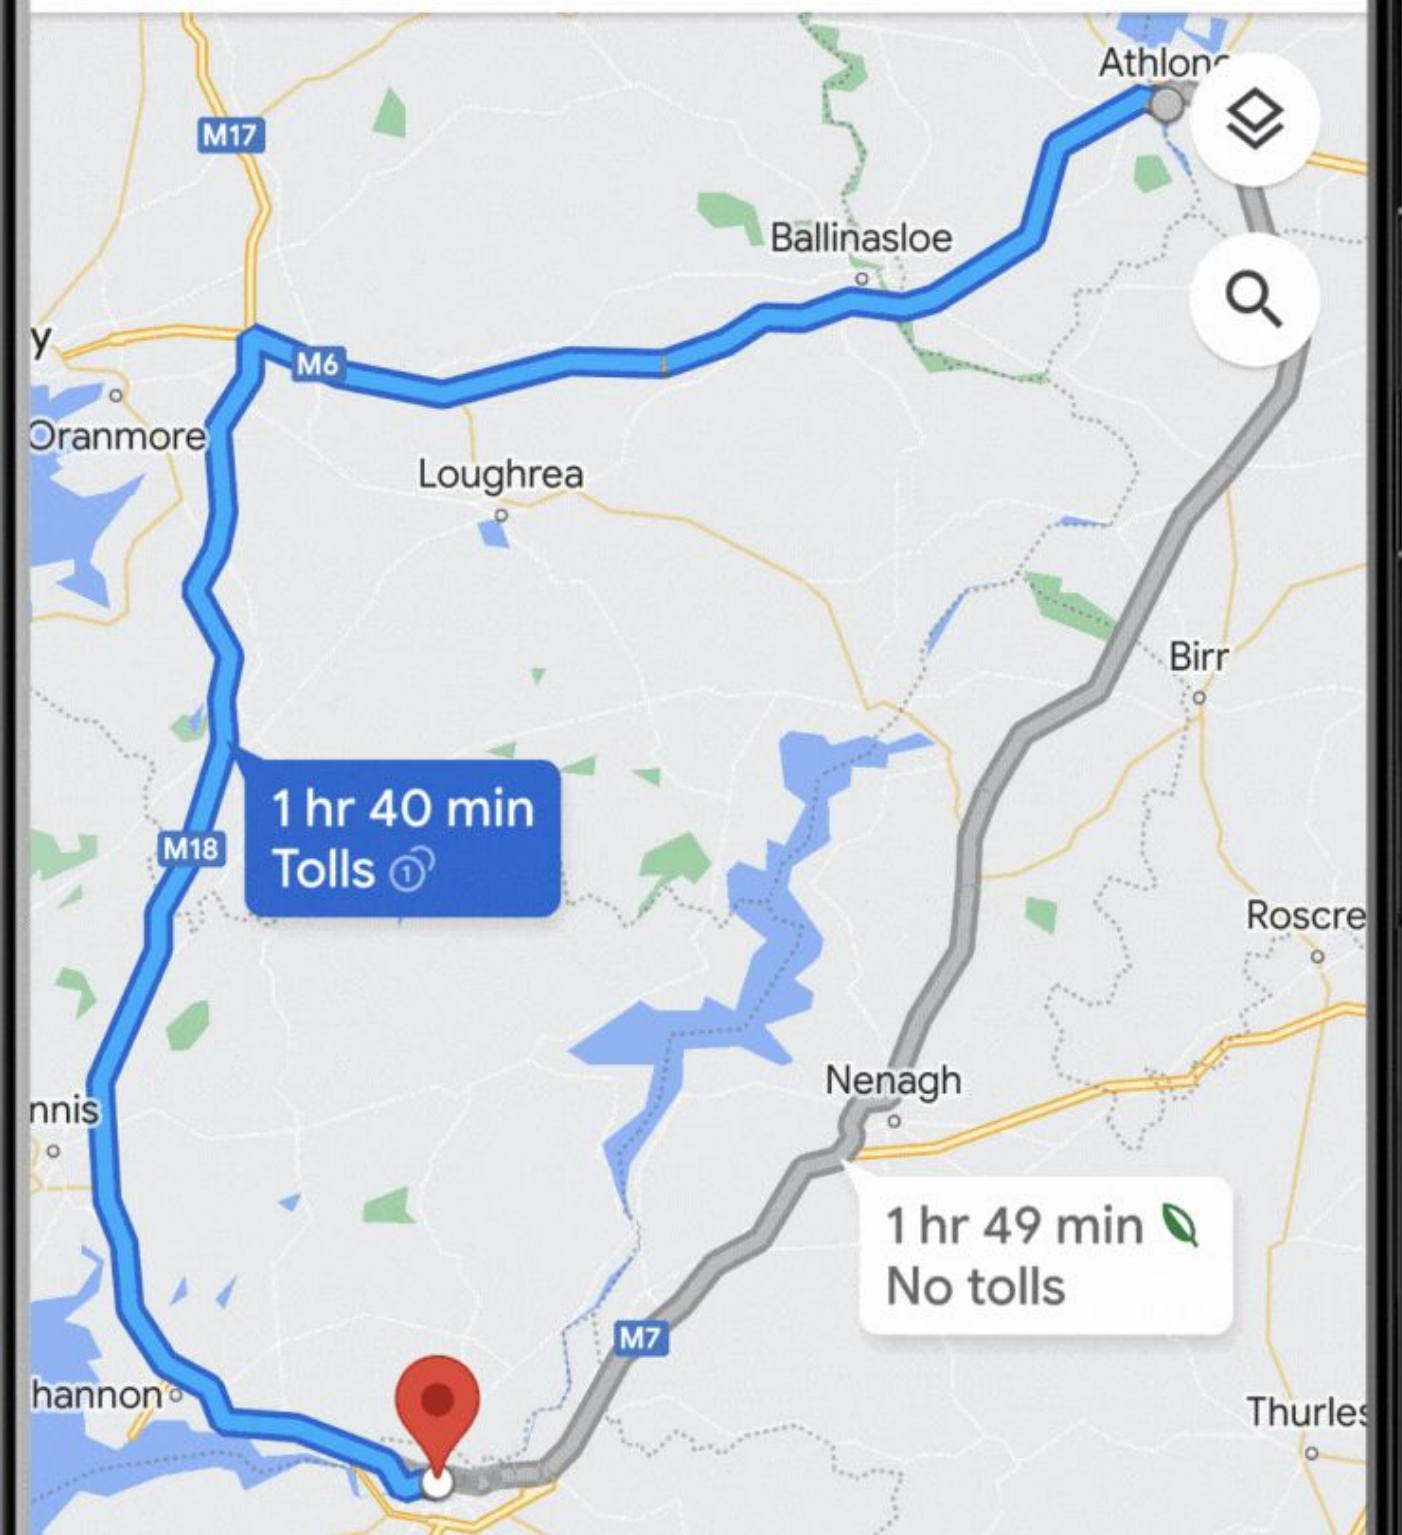 Athlone
M17
Ballinasloe
y
M6
Oranmore
Loughrea
Birr
1 hr 40 min
Tolls
M18
Roscre
Nenagh
nnis
1 hr 49 min
No tolls
M7
hannon
Thurles